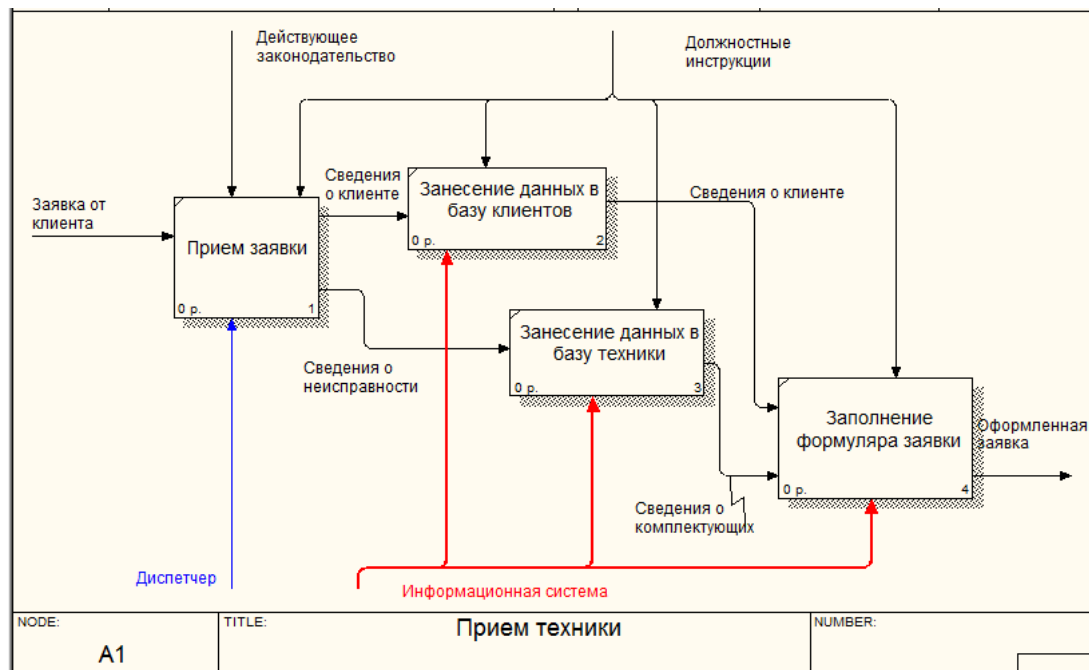 Действующее
законодательство
Должностные
инструкции
Заявка от
клиента
Прием заявки
0 р.
1
Сведения
о клиенте
Занесение данных в
базу клиентов
0 р.
2
Сведения о клиенте
Сведения о
неисправности
Занесение данных в
базу техники
0 р.
3
Сведения о
комплектующих
Заполнение
формуляра заявки
0 р.
4
Оформленная
заявка
Диспетчер
Информационная система
NODE:
A1
TITLE:
Прием техники
NUMBER: